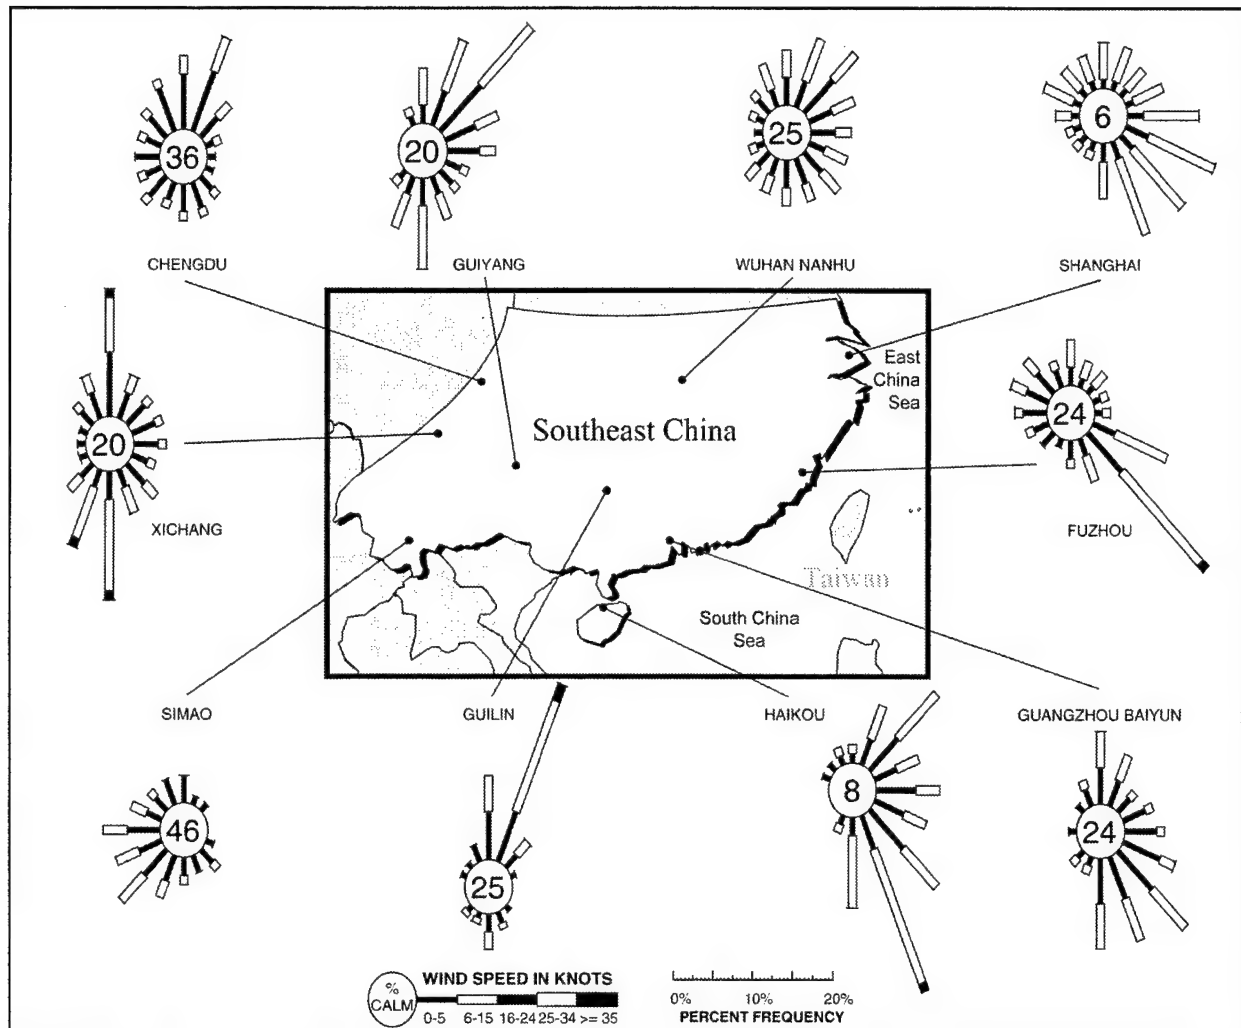 36
20
25
6
CHENGDU
GUIYANG
WUHAN NANHU
SHANGHAI
East
China
Sea
20
Southeast China
24
XICHANG
FUZHOU
Taiwan
South China
Sea
SIMAO
GUILIN
HAIKOU
GUANGZHOU BAIYUN
46
25
8
24
%
CALM
WIND SPEED IN KNOTS
0-5 6-15 16-24 25-34 >= 35
0% 10% 20%
PERCENT FREQUENCY